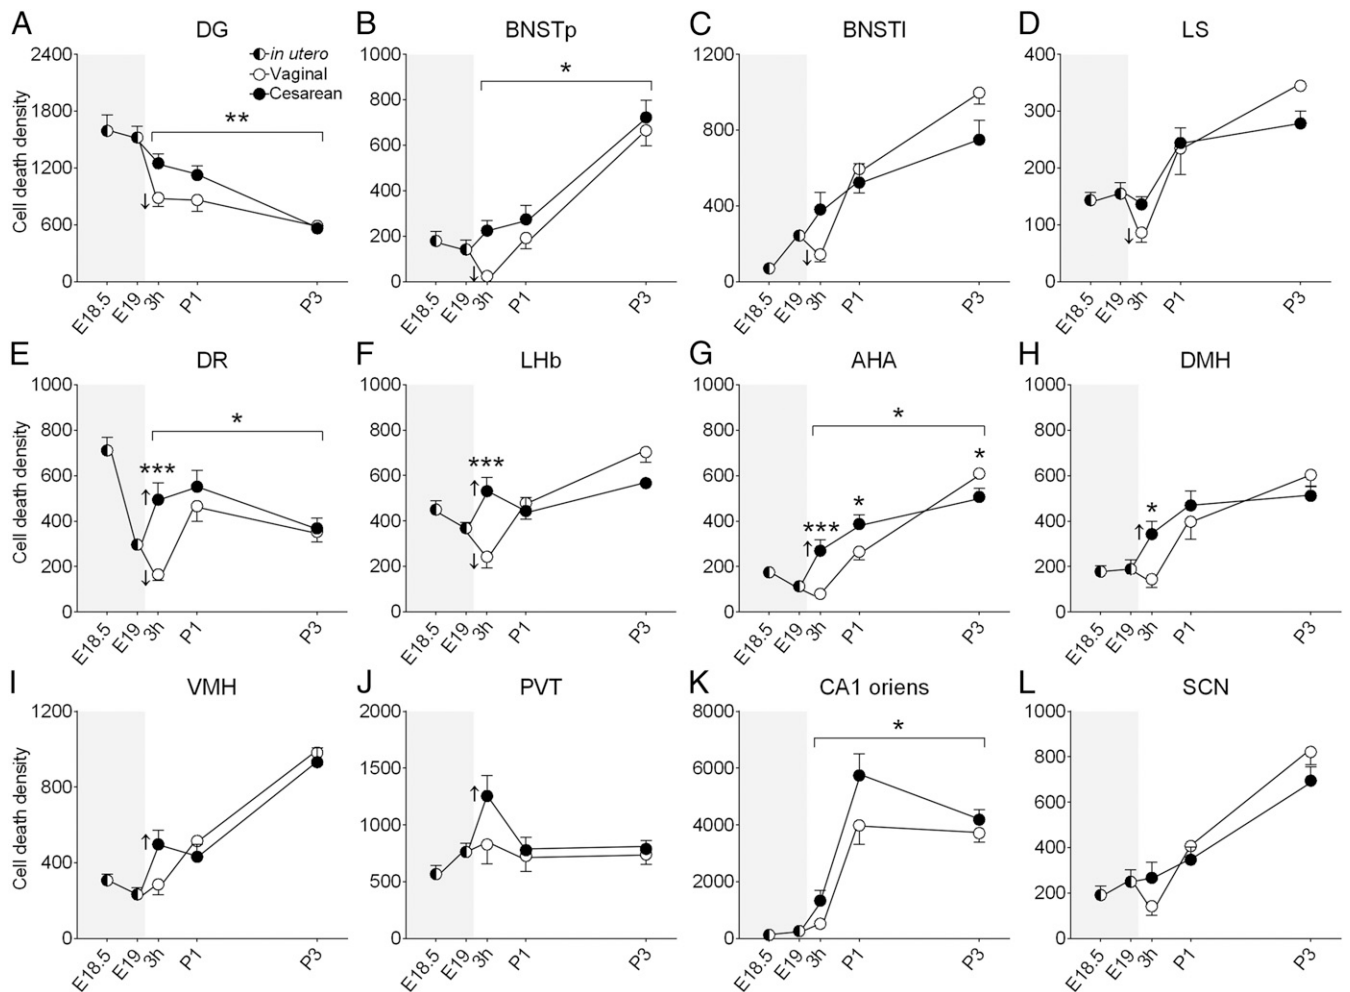 A DG
B BNSTp
C BNSTl
D LS
in utero
Vaginal
Cesarean
Cell death density
2400
1800
1200
600
0
**
↓
E18.5 E19 3h P1 P3
1000
800
600
400
200
0
*
↓
E18.5 E19 3h P1 P3
1200
800
400
0
↓
E18.5 E19 3h P1 P3
400
300
200
100
0
↓
E18.5 E19 3h P1 P3
E DR
F LHb
G AHA
H DMH
Cell death density
1000
800
600
400
200
0
*
***
↑
↓
E18.5 E19 3h P1 P3
1000
800
600
400
200
0
***
↑
↓
E18.5 E19 3h P1 P3
1000
800
600
400
200
0
*
***
*
*
↑
E18.5 E19 3h P1 P3
1000
800
600
400
200
0
*
↑
E18.5 E19 3h P1 P3
I VMH
J PVT
K CA1 oriens
L SCN
Cell death density
1200
800
400
0
↑
E18.5 E19 3h P1 P3
2000
1500
1000
500
0
↑
E18.5 E19 3h P1 P3
8000
6000
4000
2000
0
*
E18.5 E19 3h P1 P3
1000
800
600
400
200
0
E18.5 E19 3h P1 P3